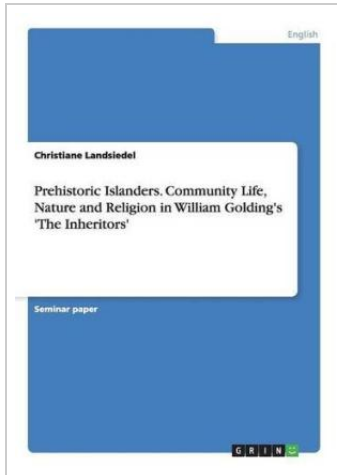 English
Christiane Landsiedel
Prehistoric Islanders. Community Life,
Nature and Religion in William Golding's
'The Inheritors'
Seminar paper
GRIN